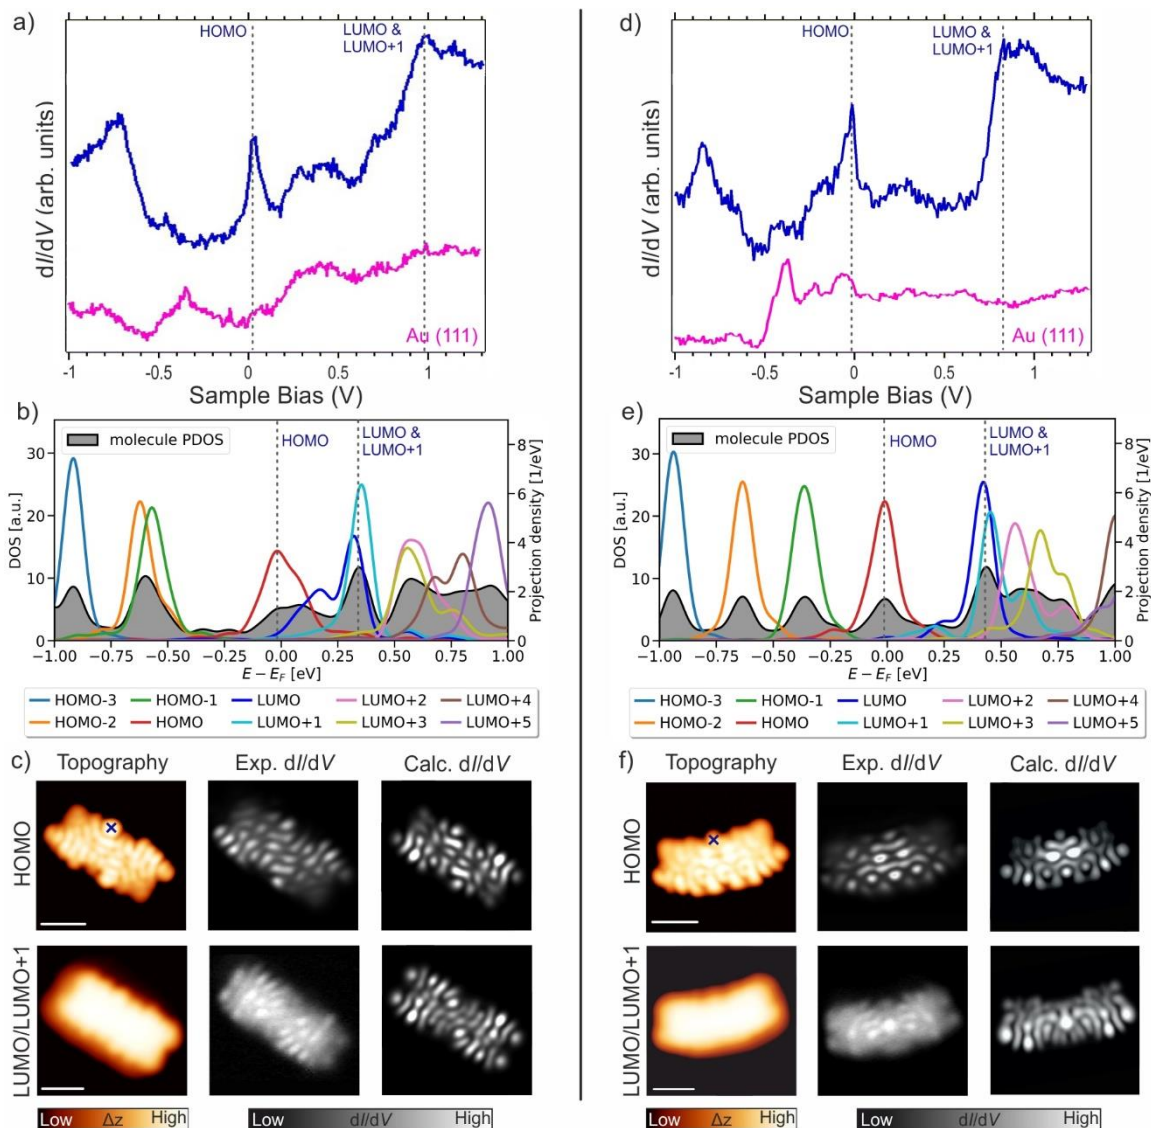 a)
HOMO
LUMO &
LUMO+1
dI/dV (arb. units)
Au (111)
-1
-0.5
0
0.5
1
Sample Bias (V)
b)
molecule PDOS
HOMO
LUMO &
LUMO+1
DOS [a.u.]
30
20
10
0
8
6
4
2
0
Projection density [1/eV]
−1.00
−0.75
−0.50
−0.25
0.00
0.25
0.50
0.75
1.00
E − EF [eV]
HOMO-3
HOMO-1
LUMO
LUMO+2
LUMO+4
HOMO-2
HOMO
LUMO+1
LUMO+3
LUMO+5
c)
Topography
Exp. dI/dV
Calc. dI/dV
HOMO
LUMO/LUMO+1
Low
Δz
High
Low
dI/dV
High
d)
HOMO
LUMO &
LUMO+1
dI/dV (arb. units)
Au (111)
-1
-0.5
0
0.5
1
Sample Bias (V)
e)
molecule PDOS
HOMO
LUMO &
LUMO+1
DOS [a.u.]
30
20
10
0
8
6
4
2
0
Projection density [1/eV]
−1.00
−0.75
−0.50
−0.25
0.00
0.25
0.50
0.75
1.00
E − EF [eV]
HOMO-3
HOMO-1
LUMO
LUMO+2
LUMO+4
HOMO-2
HOMO
LUMO+1
LUMO+3
LUMO+5
f)
Topography
Exp. dI/dV
Calc. dI/dV
HOMO
LUMO/LUMO+1
Low
Δz
High
Low
dI/dV
High